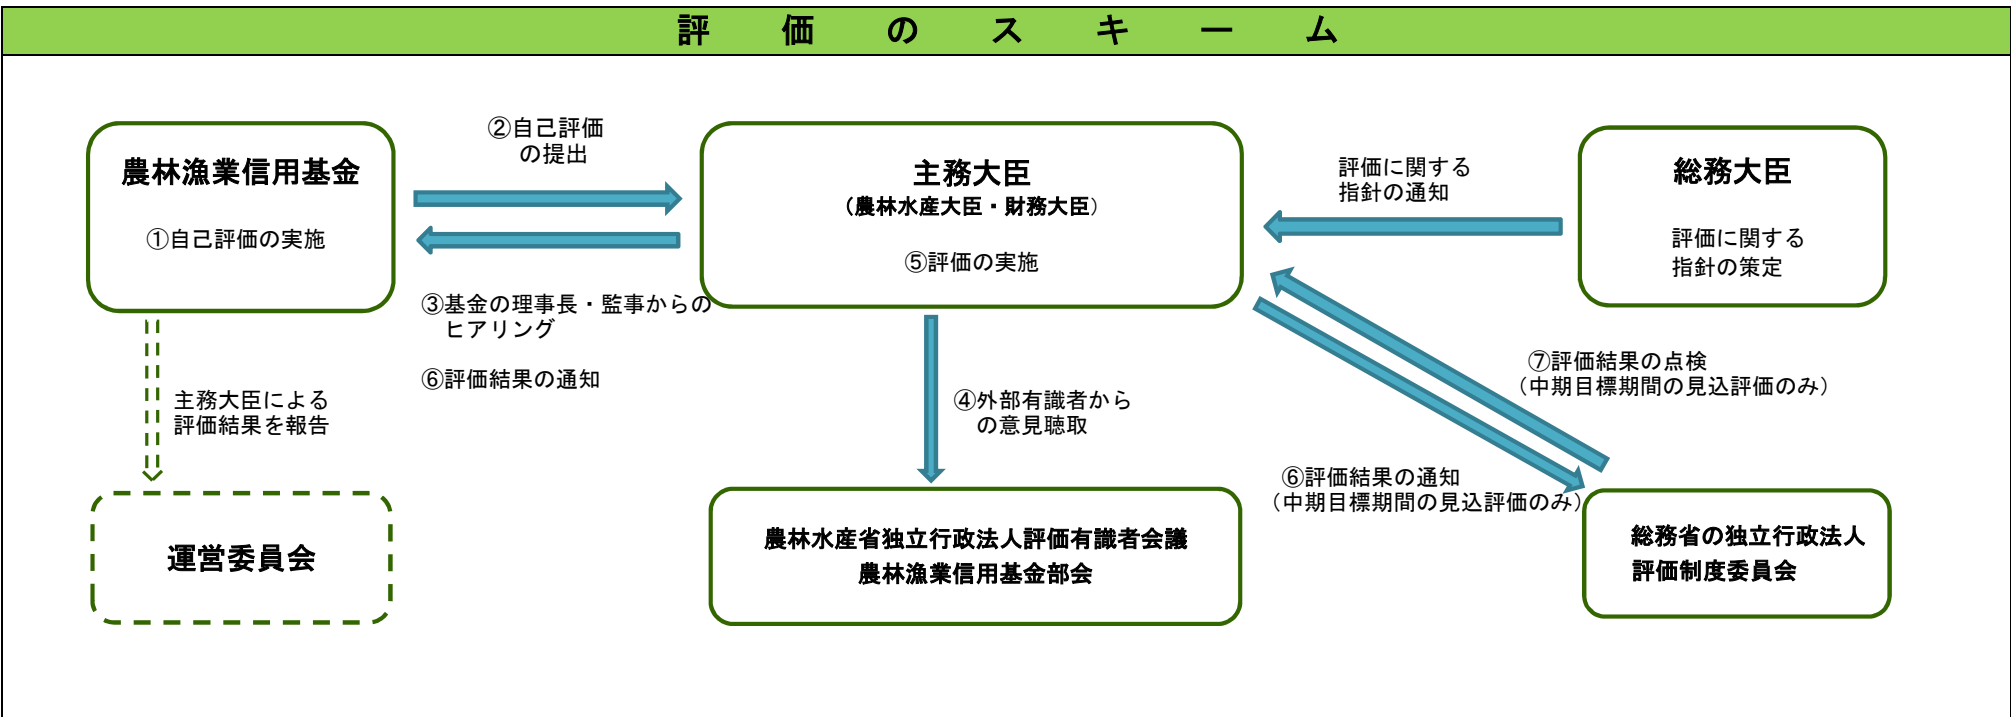 評価のスキーム
農林漁業信用基金
①自己評価の実施
②自己評価
の提出
③基金の理事長・監事からの
ヒアリング
⑥評価結果の通知
主務大臣
（農林水産大臣・財務大臣）
⑤評価の実施
評価に関する
指針の通知
総務大臣
評価に関する
指針の策定
主務大臣による
評価結果を報告
④外部有識者から
の意見聴取
⑦評価結果の点検
（中期目標期間の見込評価のみ）
⑥評価結果の通知
（中期目標期間の見込評価のみ）
運営委員会
農林水産省独立行政法人評価有識者会議
農林漁業信用基金部会
総務省の独立行政法人
評価制度委員会